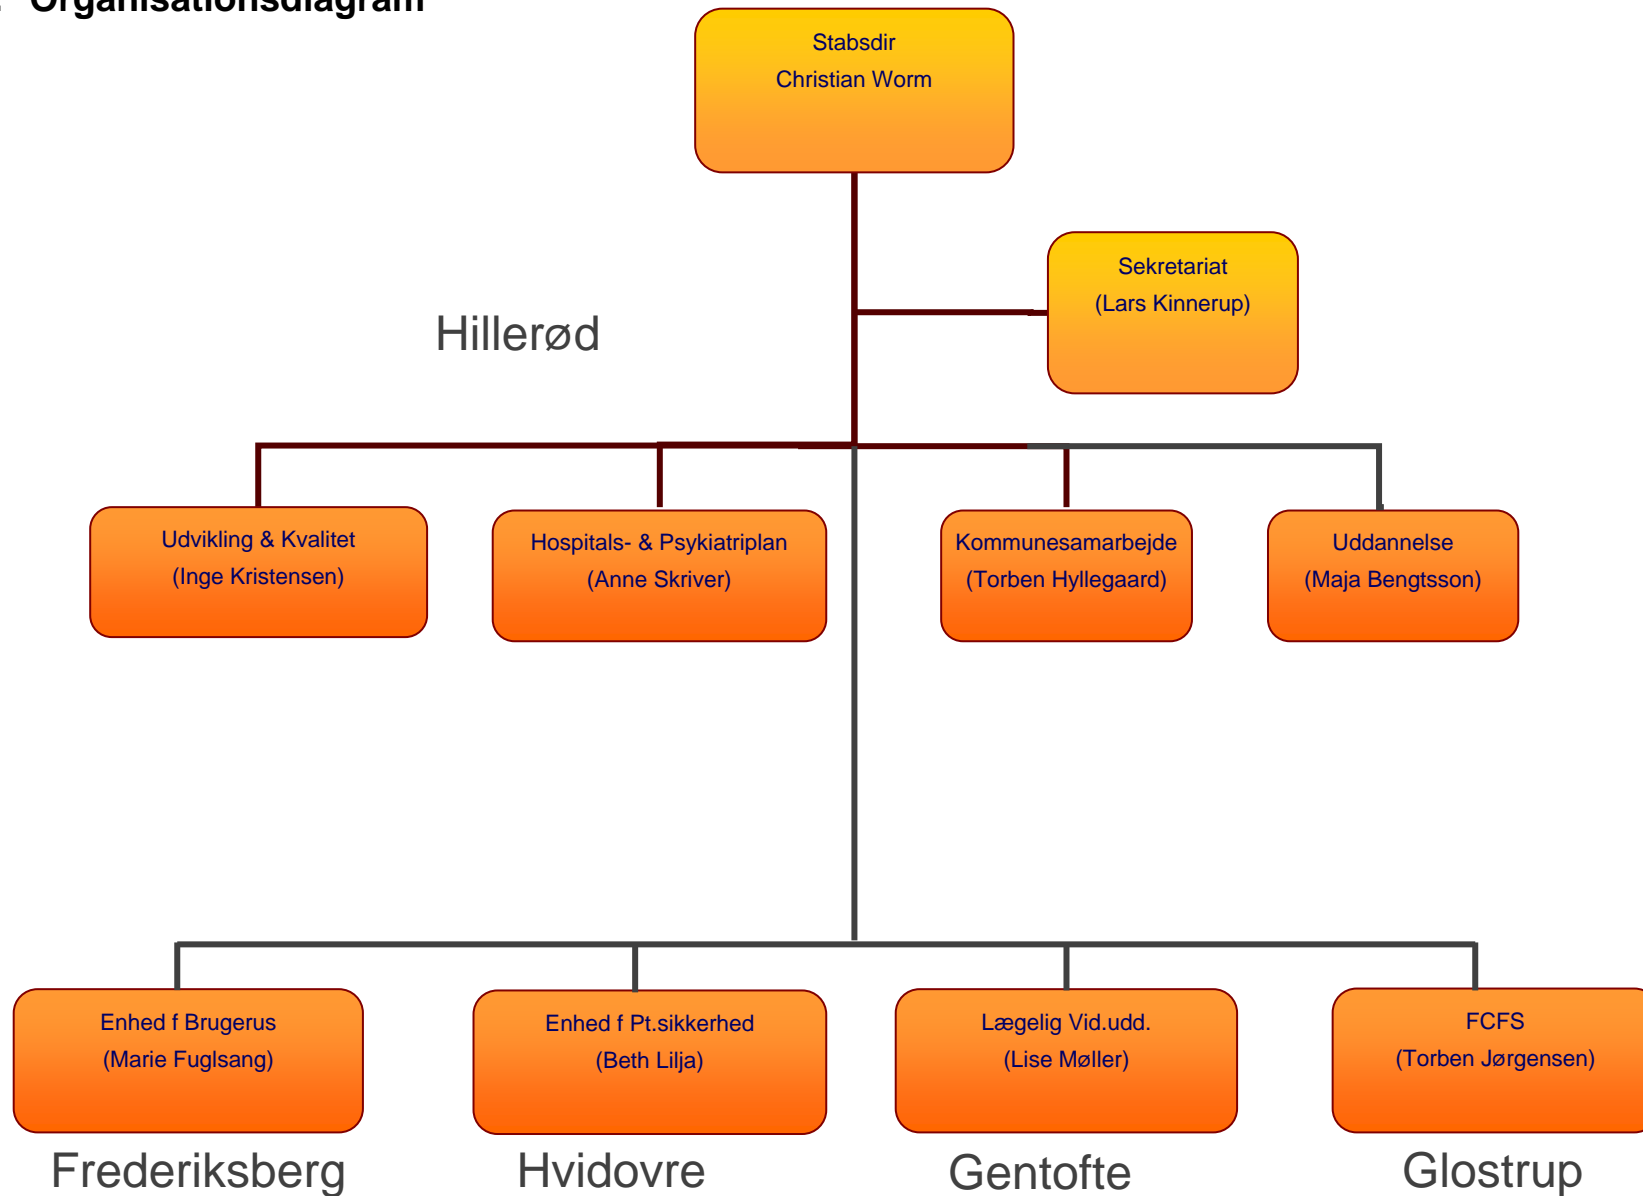 Organisationsdiagram
Stabsdir
Christian Worm
Sekretariat
(Lars Kinnerup)
Hillerød
Udvikling & Kvalitet
(Inge Kristensen)
Hospitals- & Psykiatriplan
(Anne Skriver)
Kommunesamarbejde
(Torben Hyllegaard)
Uddannelse
(Maja Bengtsson)
Enhed f Brugerus
(Marie Fuglsang)
Enhed f Pt.sikkerhed
(Beth Lilja)
Lægelig Vid.udd.
(Lise Møller)
FCFS
(Torben Jørgensen)
Frederiksberg
Hvidovre
Gentofte
Glostrup